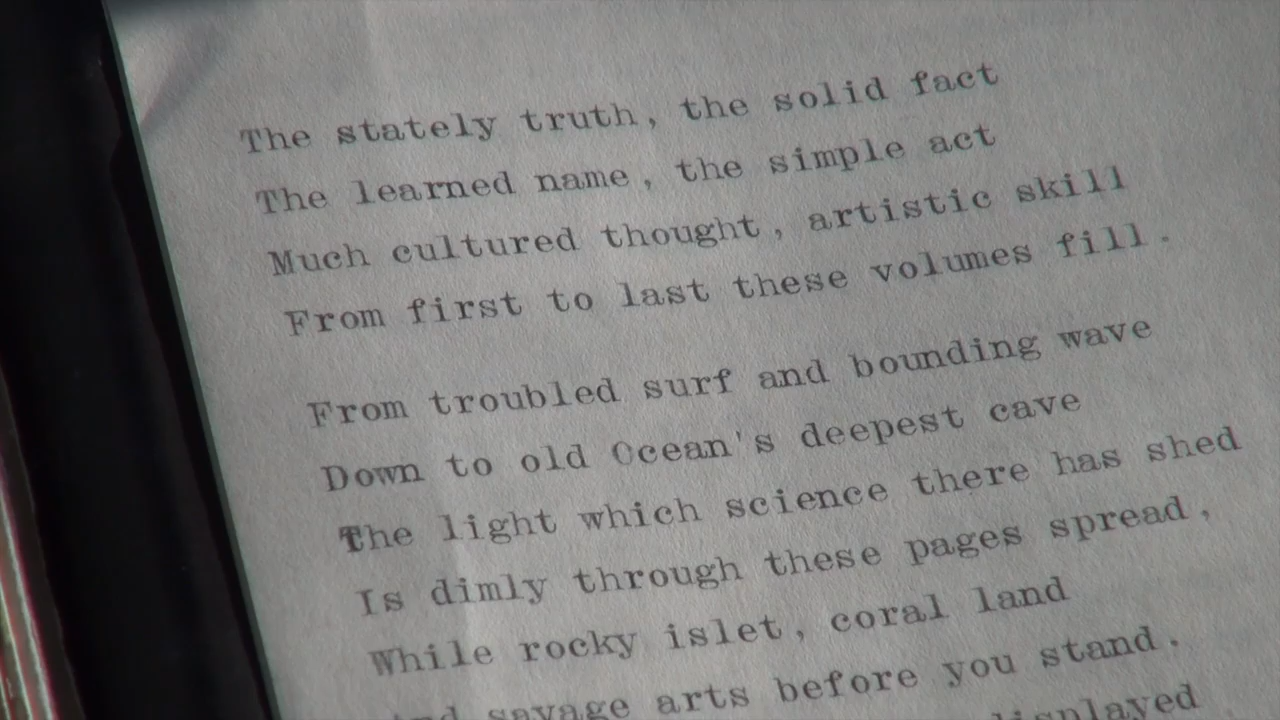 The stately truth, the solid fact
The learned name, the simple act
Much cultured thought, artistic skill
From first to last these volumes fill.
From troubled surf and bounding wave
Down to old Ocean's deepest cave
The light which science there has shed
Is dimly through these pages spread,
While rocky islet, coral land
And savage arts before you stand.
displayed